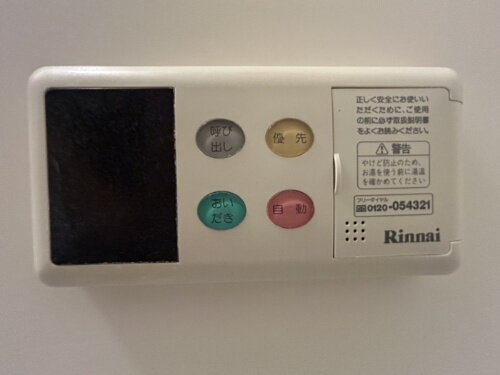 呼び
出し
優先
おい
だき
自動
正しく安全にお使いい
ただくために、ご使用
の前に必ず取扱説明書
をよくお読みください。
警告
やけど防止のため、
お湯を使う前に湯温
を確かめてください
フリーダイヤル
0120-054321
Rinnai